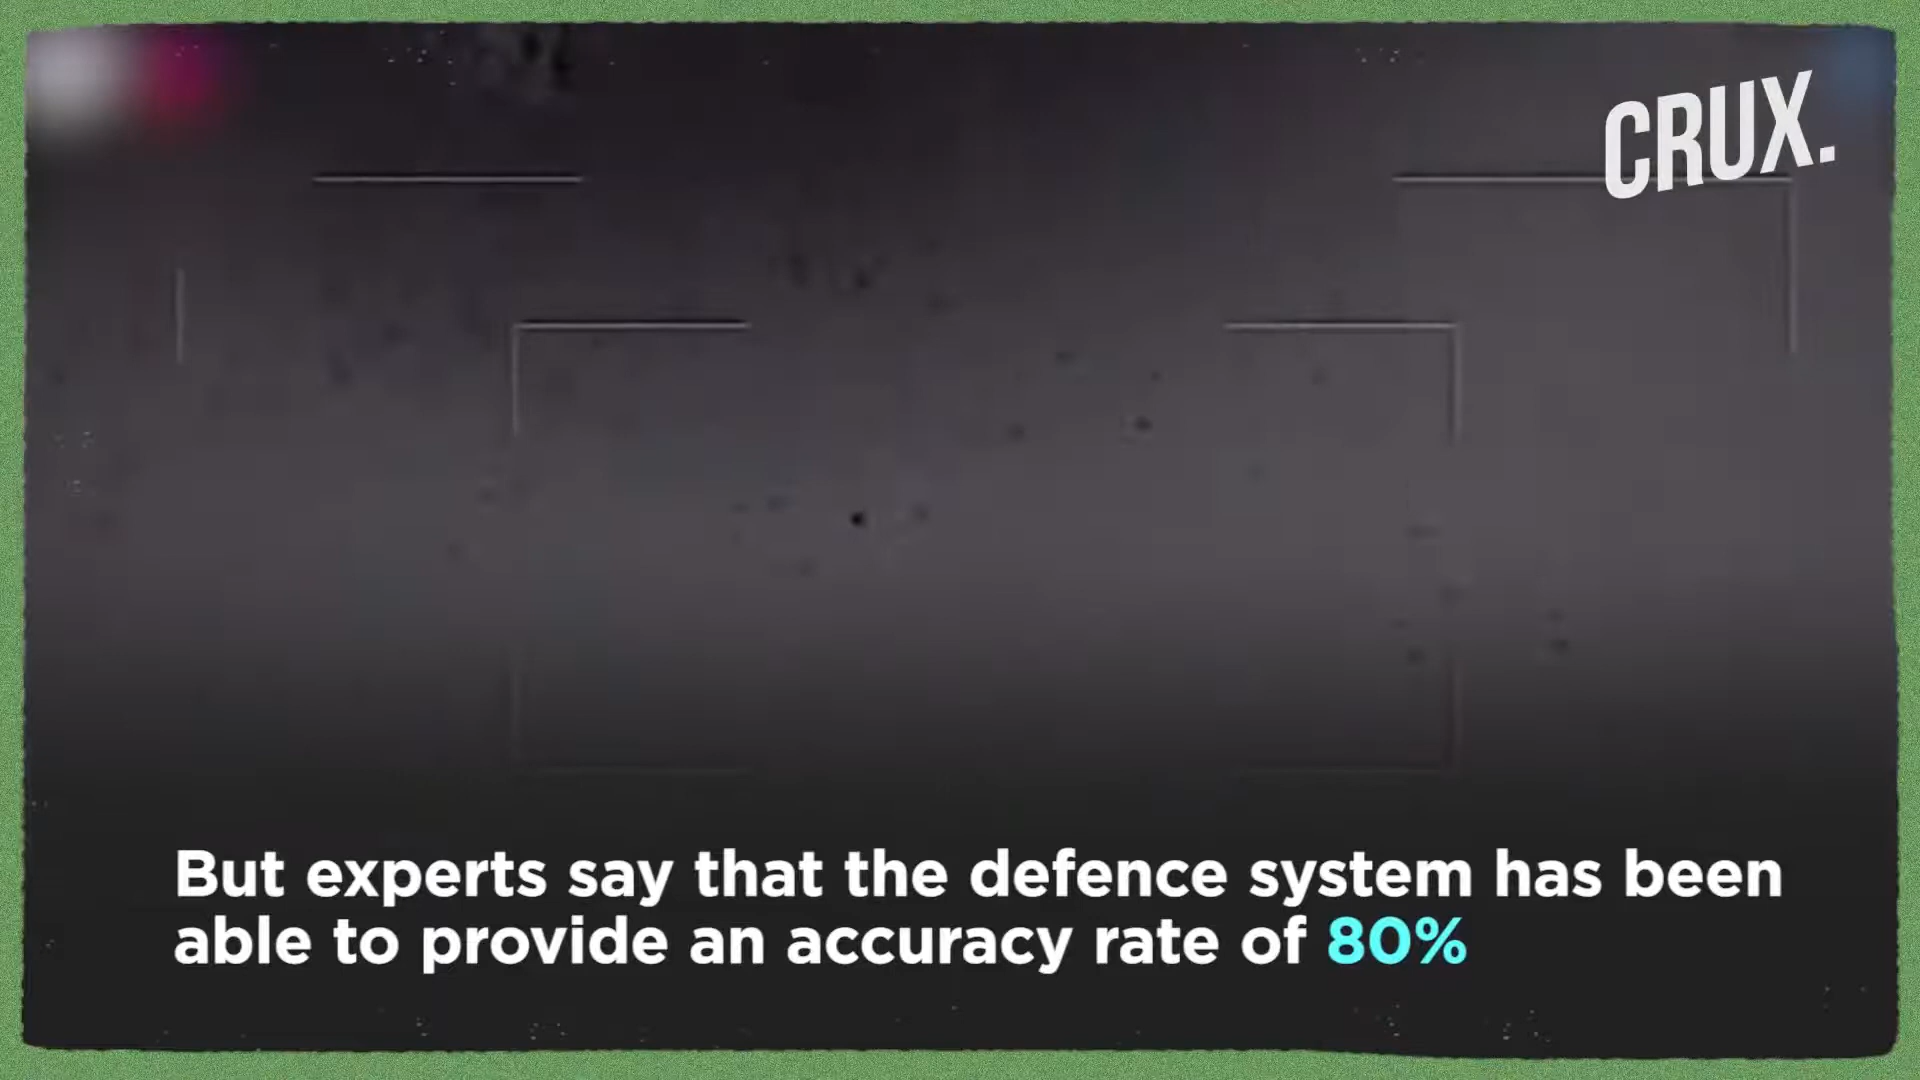 CRUX.
But experts say that the defence system has been
able to provide an accuracy rate of 80%